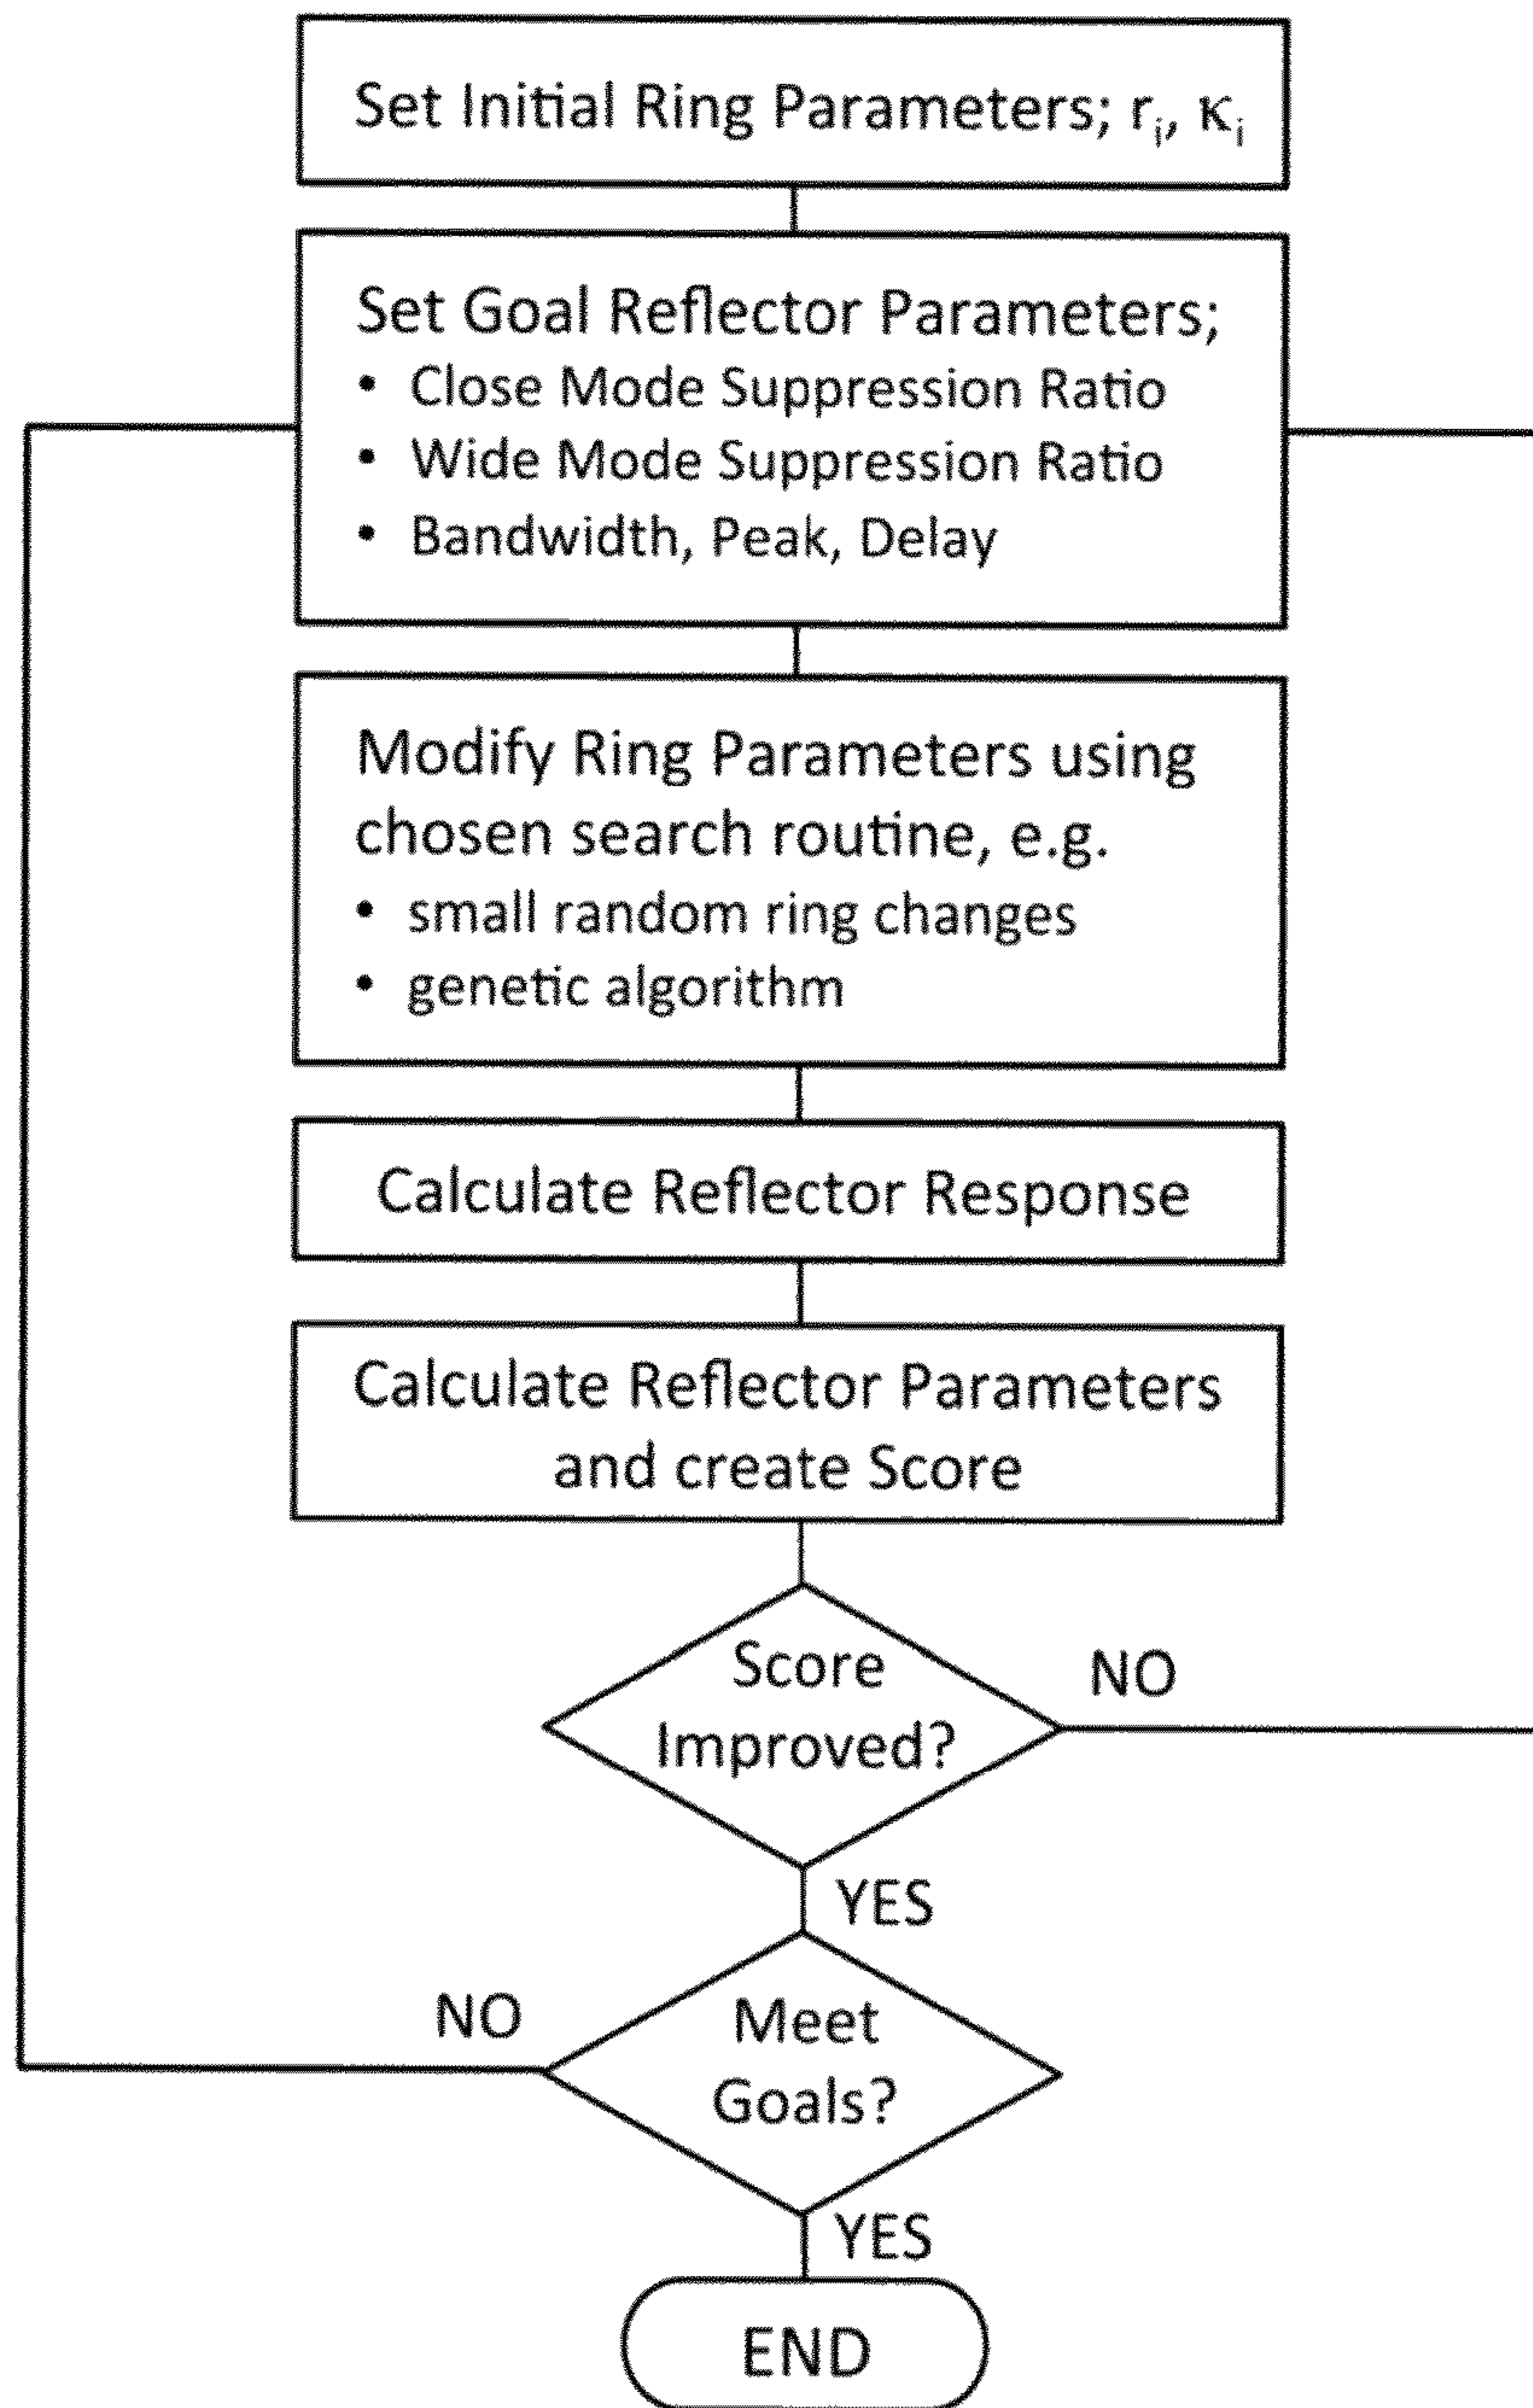 Set Initial Ring Parameters; rᵢ, κᵢ
Set Goal Reflector Parameters;
• Close Mode Suppression Ratio
• Wide Mode Suppression Ratio
• Bandwidth, Peak, Delay
Modify Ring Parameters using
chosen search routine, e.g.
• small random ring changes
• genetic algorithm
Calculate Reflector Response
Calculate Reflector Parameters
and create Score
Score
Improved?
NO
YES
Meet
Goals?
NO
YES
END